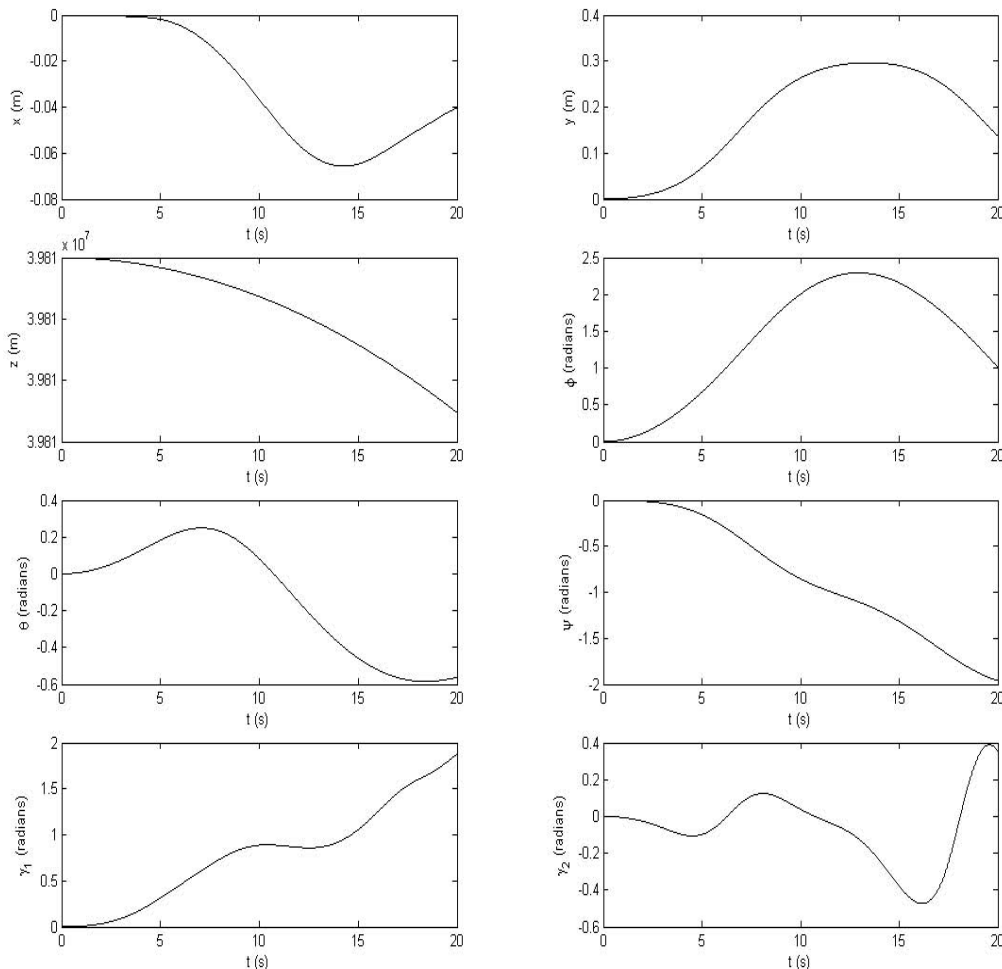 x (m)
0
-0.02
-0.04
-0.06
-0.08
0 5 10 15 20
t (s)
y (m)
0.4
0.3
0.2
0.1
0
0 5 10 15 20
t (s)
x 10^7
z (m)
3.981
3.981
3.981
3.981
0 5 10 15 20
t (s)
ϕ (radians)
2.5
2
1.5
1
0.5
0
0 5 10 15 20
t (s)
θ (radians)
0.4
0.2
0
-0.2
-0.4
-0.6
0 5 10 15 20
t (s)
ψ (radians)
0
-0.5
-1
-1.5
-2
0 5 10 15 20
t (s)
γ1 (radians)
2
1.5
1
0.5
0
0 5 10 15 20
t (s)
γ2 (radians)
0.4
0.2
0
-0.2
-0.4
-0.6
0 5 10 15 20
t (s)